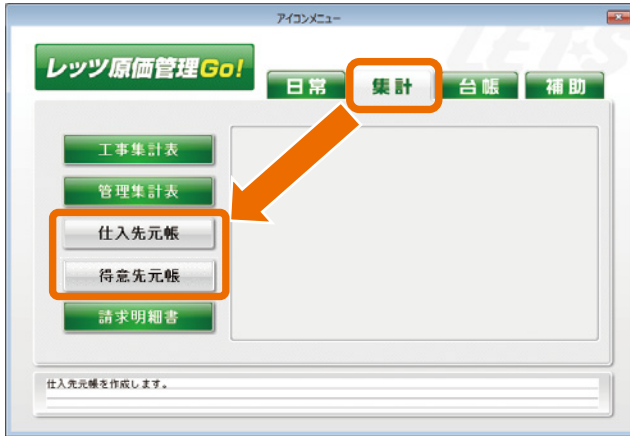 アイコンメニュー
LETS
レッツ原価管理Go!
日常 集計 台帳 補助
工事集計表
管理集計表
仕入先元帳
得意先元帳
請求明細書
仕入先元帳を作成します。